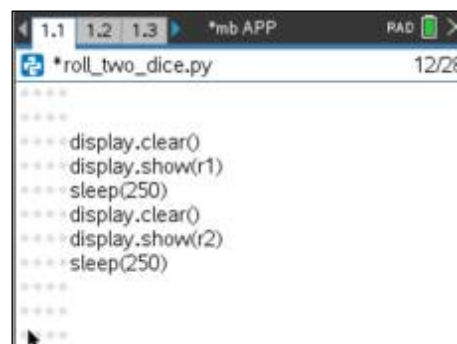 1.1 1.2 1.3 *mb APP RAD
*roll_two_dice.py 12/28
display.clear()
display.show(r1)
sleep(250)
display.clear()
display.show(r2)
sleep(250)